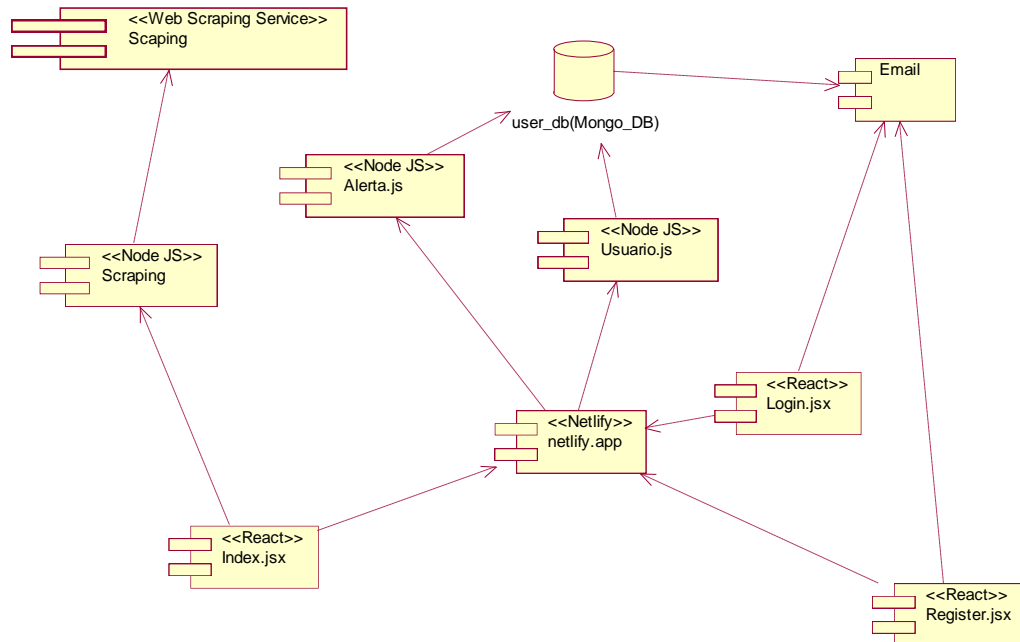 <<Web Scraping Service>>
Scaping
user_db(Mongo_DB)
Email
<<Node JS>>
Alerta.js
<<Node JS>>
Usuario.js
<<Node JS>>
Scraping
<<React>>
Login.jsx
<<Netlify>>
netlify.app
<<React>>
Index.jsx
<<React>>
Register.jsx